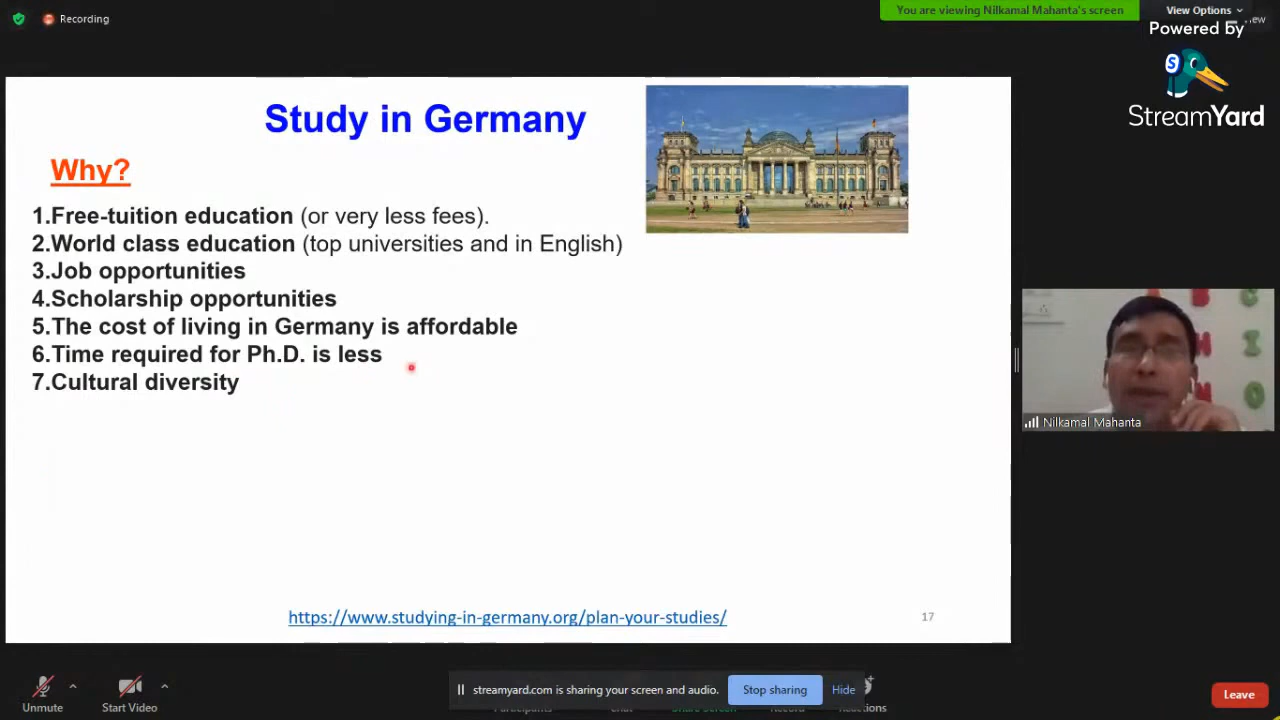 Recording
You are viewing Nilkamal Mahanta's screen
View Options
Powered by
StreamYard
Study in Germany
Why?
1.Free-tuition education (or very less fees).
2.World class education (top universities and in English)
3.Job opportunities
4.Scholarship opportunities
5.The cost of living in Germany is affordable
6.Time required for Ph.D. is less
7.Cultural diversity
Nilkamal Mahanta
https://www.studying-in-germany.org/plan-your-studies/
17
Unmute
Start Video
streamyard.com is sharing your screen and audio.
Stop sharing
Hide
Reactions
Leave